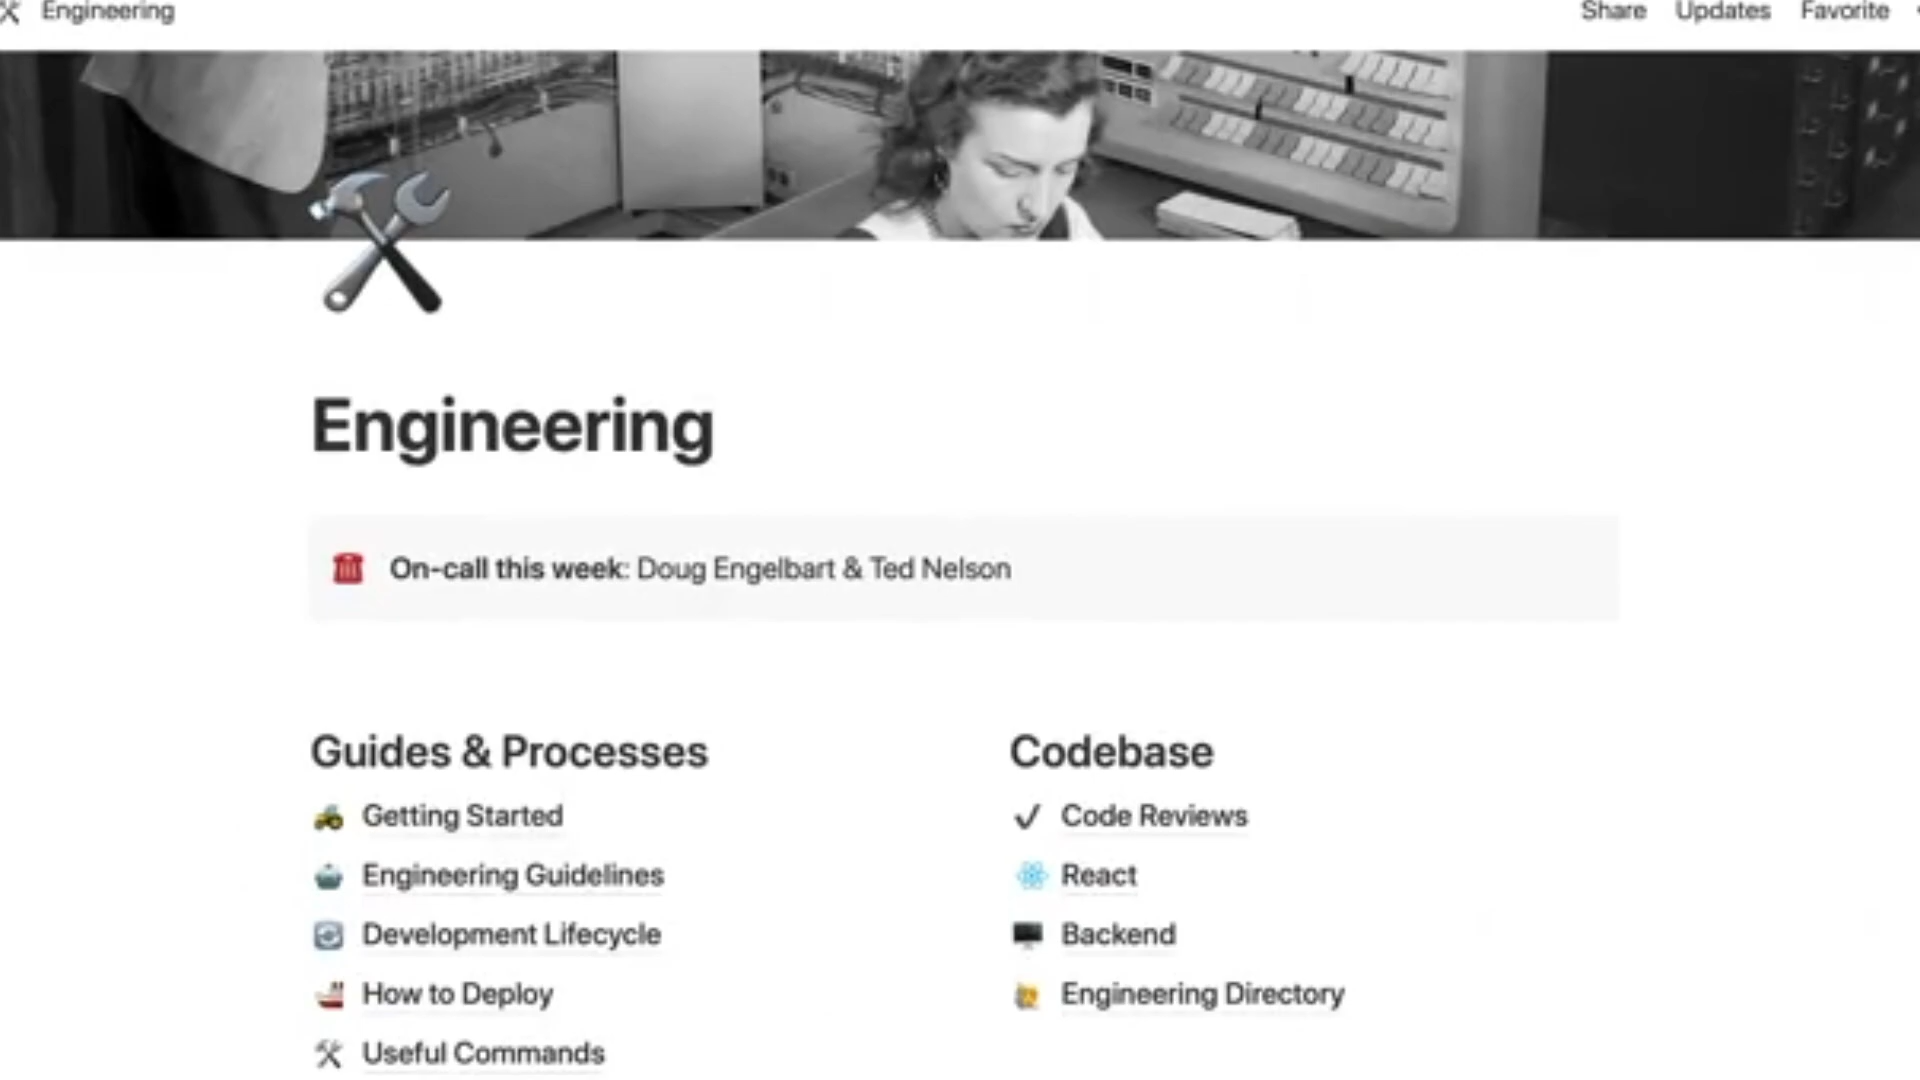 Engineering
Share Updates Favorite
Engineering
On-call this week: Doug Engelbart & Ted Nelson
Guides & Processes
Getting Started
Engineering Guidelines
Development Lifecycle
How to Deploy
Useful Commands
Codebase
Code Reviews
React
Backend
Engineering Directory